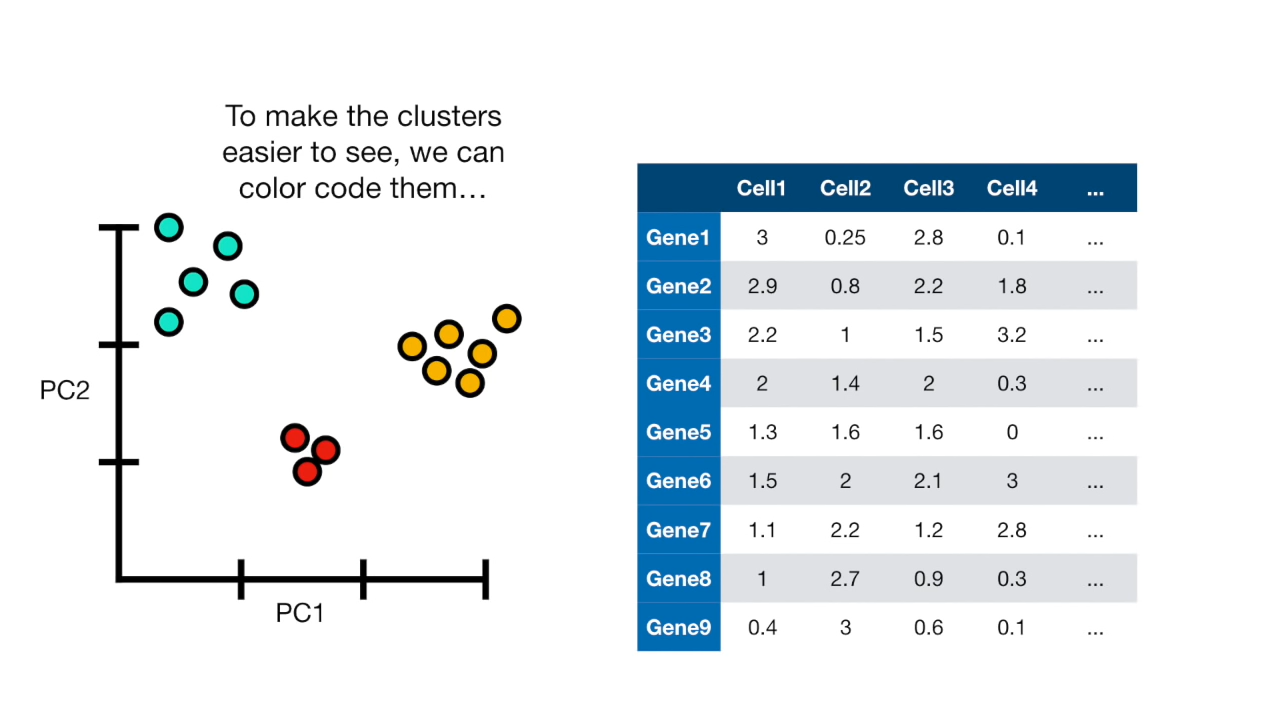 To make the clusters
easier to see, we can
color code them…
PC2
PC1
Cell1 Cell2 Cell3 Cell4 ...
Gene1 3 0.25 2.8 0.1 ...
Gene2 2.9 0.8 2.2 1.8 ...
Gene3 2.2 1 1.5 3.2 ...
Gene4 2 1.4 2 0.3 ...
Gene5 1.3 1.6 1.6 0 ...
Gene6 1.5 2 2.1 3 ...
Gene7 1.1 2.2 1.2 2.8 ...
Gene8 1 2.7 0.9 0.3 ...
Gene9 0.4 3 0.6 0.1 ...